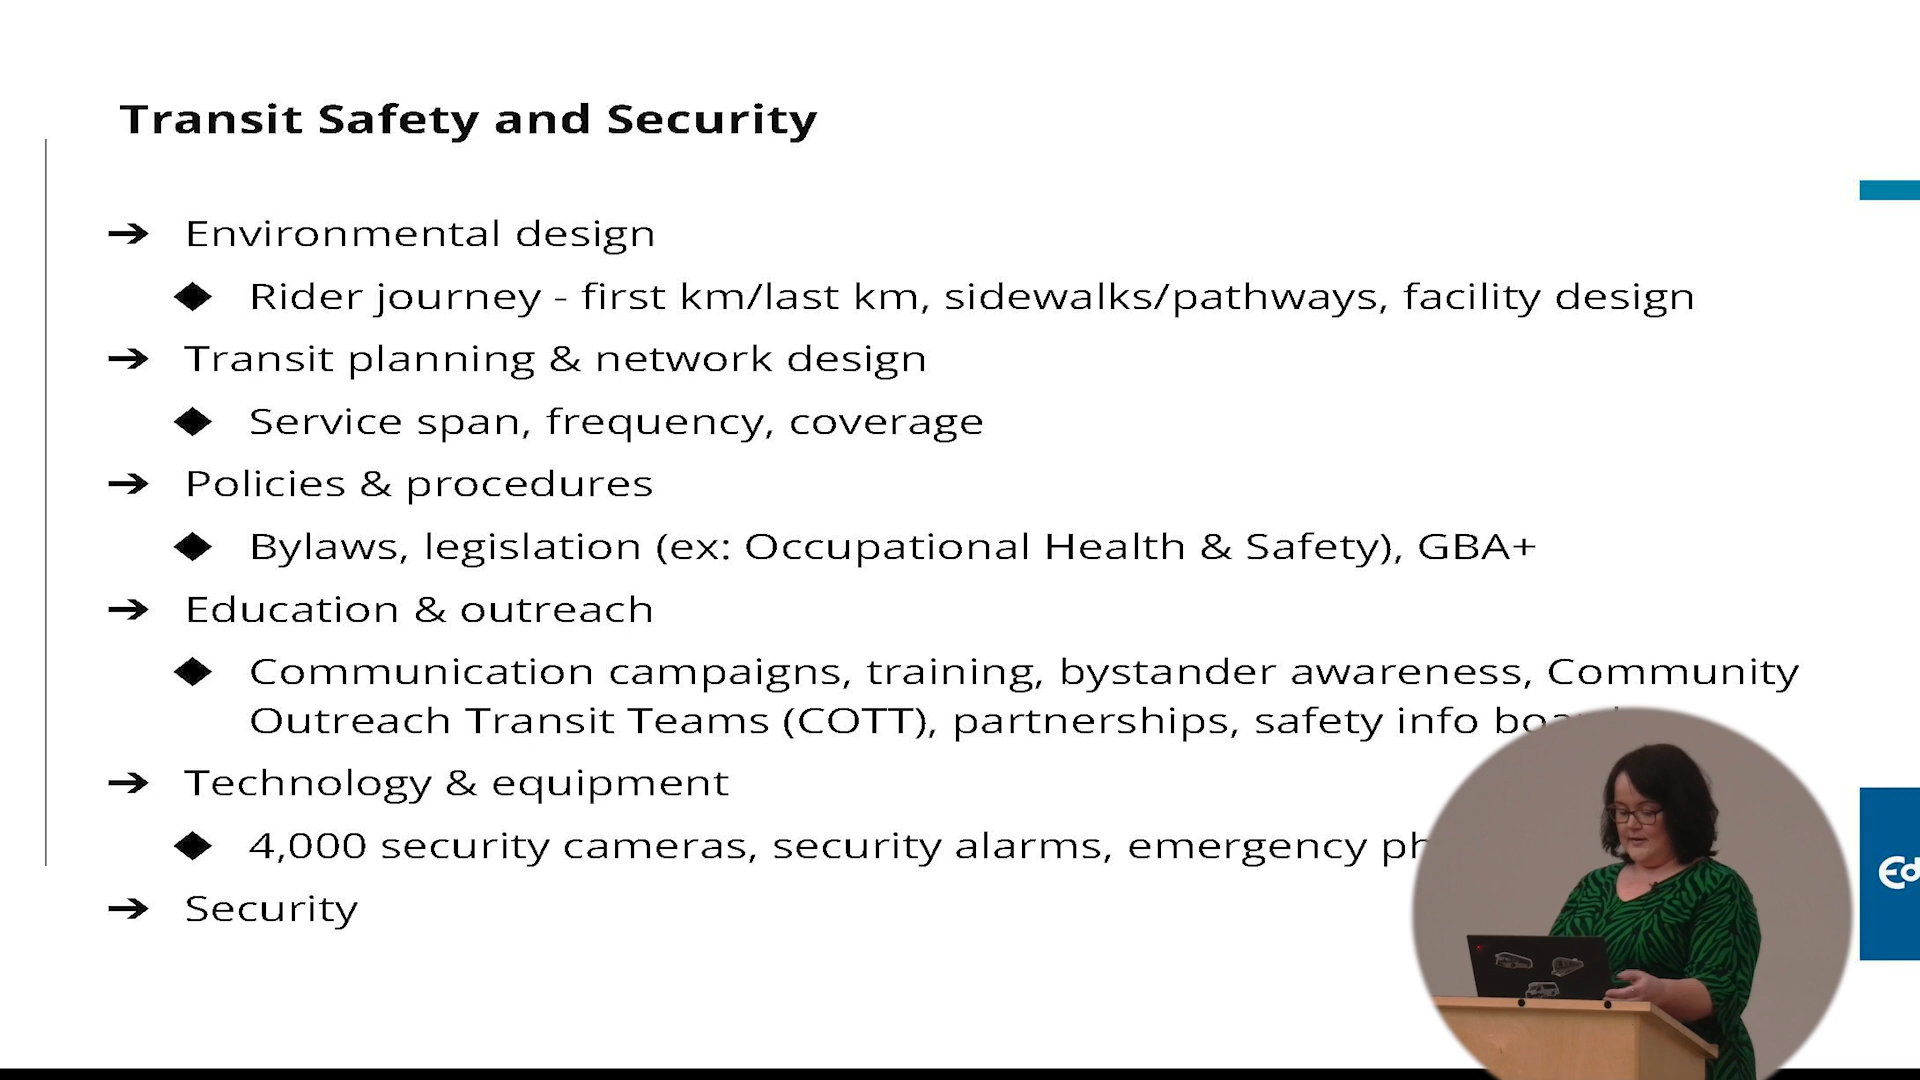 Transit Safety and Security
➔ Environmental design
◆ Rider journey - first km/last km, sidewalks/pathways, facility design
➔ Transit planning & network design
◆ Service span, frequency, coverage
➔ Policies & procedures
◆ Bylaws, legislation (ex: Occupational Health & Safety), GBA+
➔ Education & outreach
◆ Communication campaigns, training, bystander awareness, Community
Outreach Transit Teams (COTT), partnerships, safety info
➔ Technology & equipment
◆ 4,000 security cameras, security alarms, emergency
➔ Security